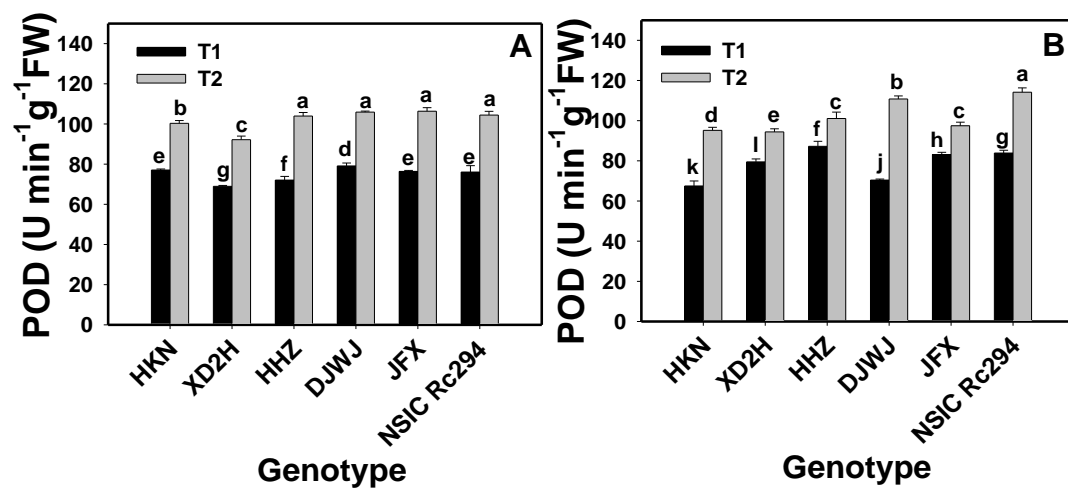 A
T1
T2
POD (U min⁻¹g⁻¹FW)
140
120
100
80
60
40
20
0
e b
g c
f a
d a
e a
e a
HKN
XD2H
HHZ
DJWJ
JFX
NSIC Rc294
Genotype
B
T1
T2
POD (U min⁻¹g⁻¹FW)
140
120
100
80
60
40
20
0
k d
l e
f c
j b
h c
g a
HKN
XD2H
HHZ
DJWJ
JFX
NSIC Rc294
Genotype